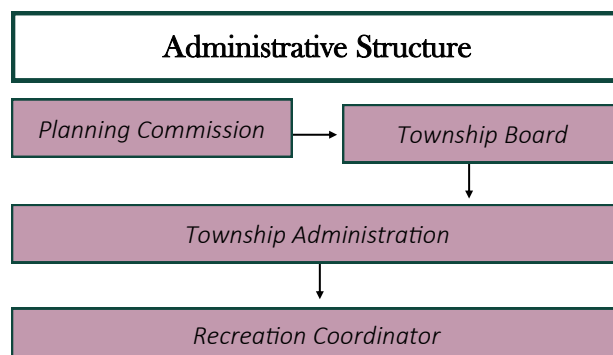 Administrative Structure
Planning Commission
Township Board
Township Administration
Recreation Coordinator